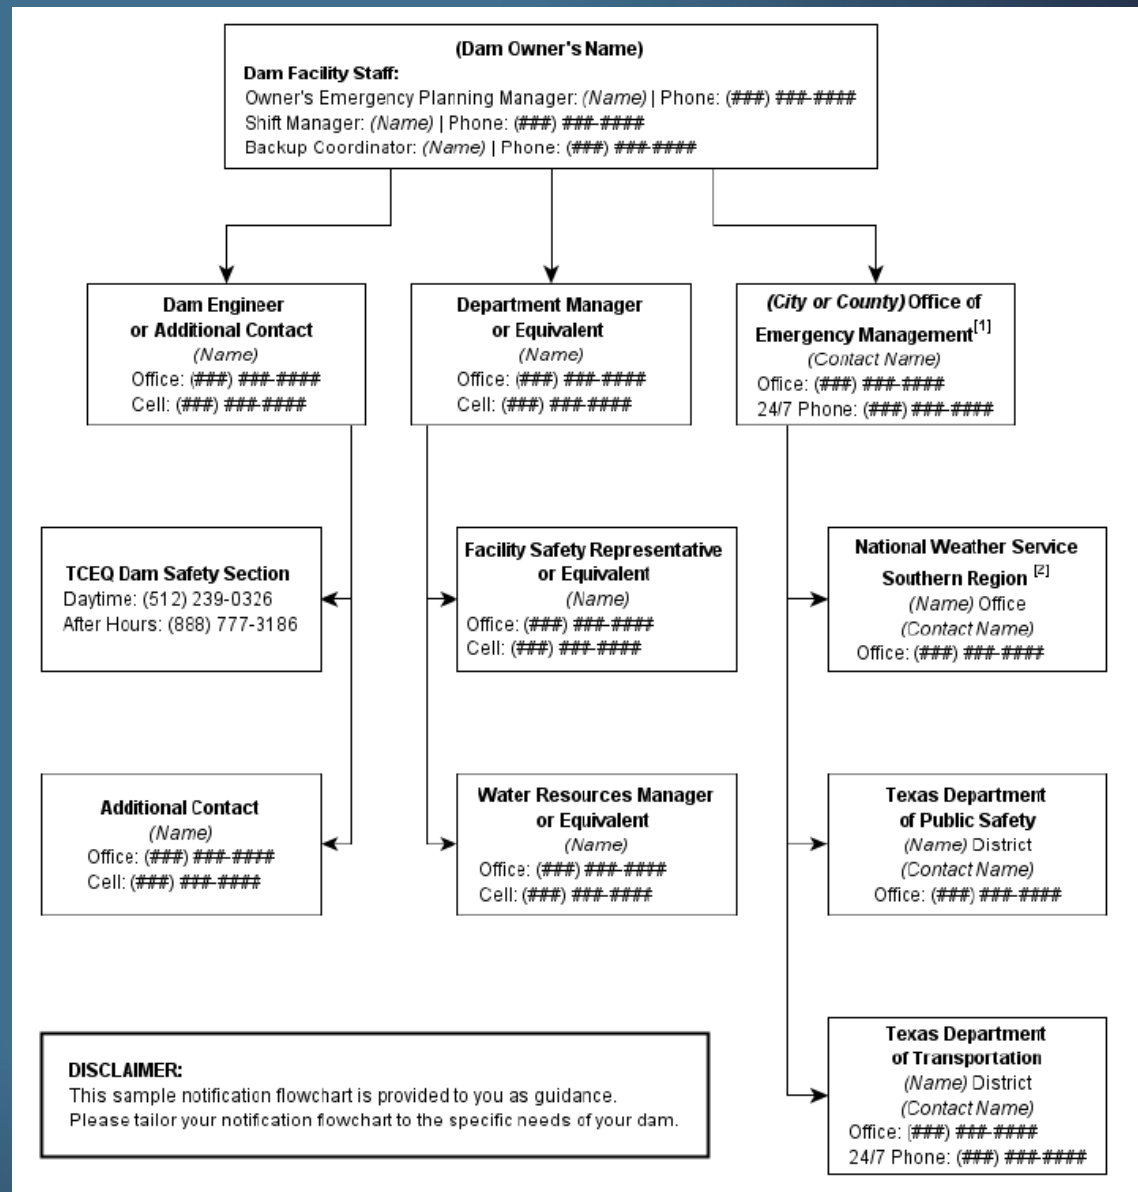 (Dam Owner's Name)
Dam Facility Staff:
Owner's Emergency Planning Manager: (Name) | Phone: (###) ###-####
Shift Manager: (Name) | Phone: (###) ###-####
Backup Coordinator: (Name) | Phone: (###) ###-####
Dam Engineer
or Additional Contact
(Name)
Office: (###) ###-####
Cell: (###) ###-####
Department Manager
or Equivalent
(Name)
Office: (###) ###-####
Cell: (###) ###-####
(City or County) Office of
Emergency Management[1]
(Contact Name)
Office: (###) ###-####
24/7 Phone: (###) ###-####
TCEQ Dam Safety Section
Daytime: (512) 239-0326
After Hours: (888) 777-3186
Facility Safety Representative
or Equivalent
(Name)
Office: (###) ###-####
Cell: (###) ###-####
National Weather Service
Southern Region [2]
(Name) Office
(Contact Name)
Office: (###) ###-####
Additional Contact
(Name)
Office: (###) ###-####
Cell: (###) ###-####
Water Resources Manager
or Equivalent
(Name)
Office: (###) ###-####
Cell: (###) ###-####
Texas Department
of Public Safety
(Name) District
(Contact Name)
Office: (###) ###-####
Texas Department
of Transportation
(Name) District
(Contact Name)
Office: (###) ###-####
24/7 Phone: (###) ###-####
DISCLAIMER:
This sample notification flowchart is provided to you as guidance.
Please tailor your notification flowchart to the specific needs of your dam.